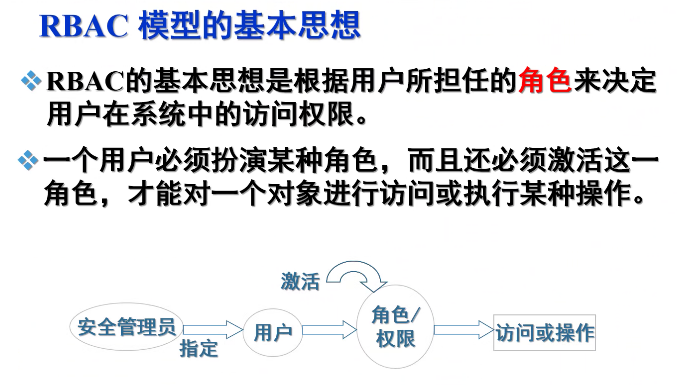 RBAC 模型的基本思想
RBAC的基本思想是根据用户所担任的角色来决定
用户在系统中的访问权限。
一个用户必须扮演某种角色，而且还必须激活这一
角色，才能对一个对象进行访问或执行某种操作。
激活
安全管理员
指定
用户
角色/
权限
访问或操作